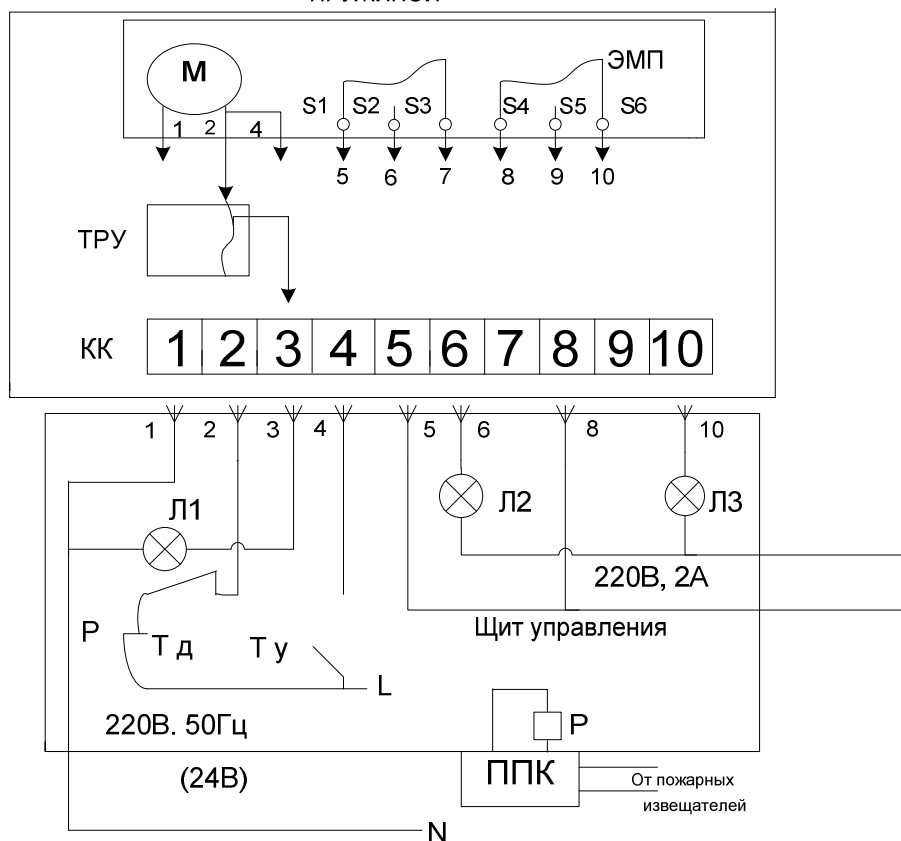 М
ЭМП
S1 S2 S3 S4 S5 S6
1 2 4
5 6 7 8 9 10
ТРУ
КК 1 2 3 4 5 6 7 8 9 10
1 2 3 4 5 6 8 10
Л1 Л2 Л3
220В, 2А
Щит управления
Р Т д Т у
L
220В. 50Гц
Р
(24В)
ППК
От пожарных
извещателей
N